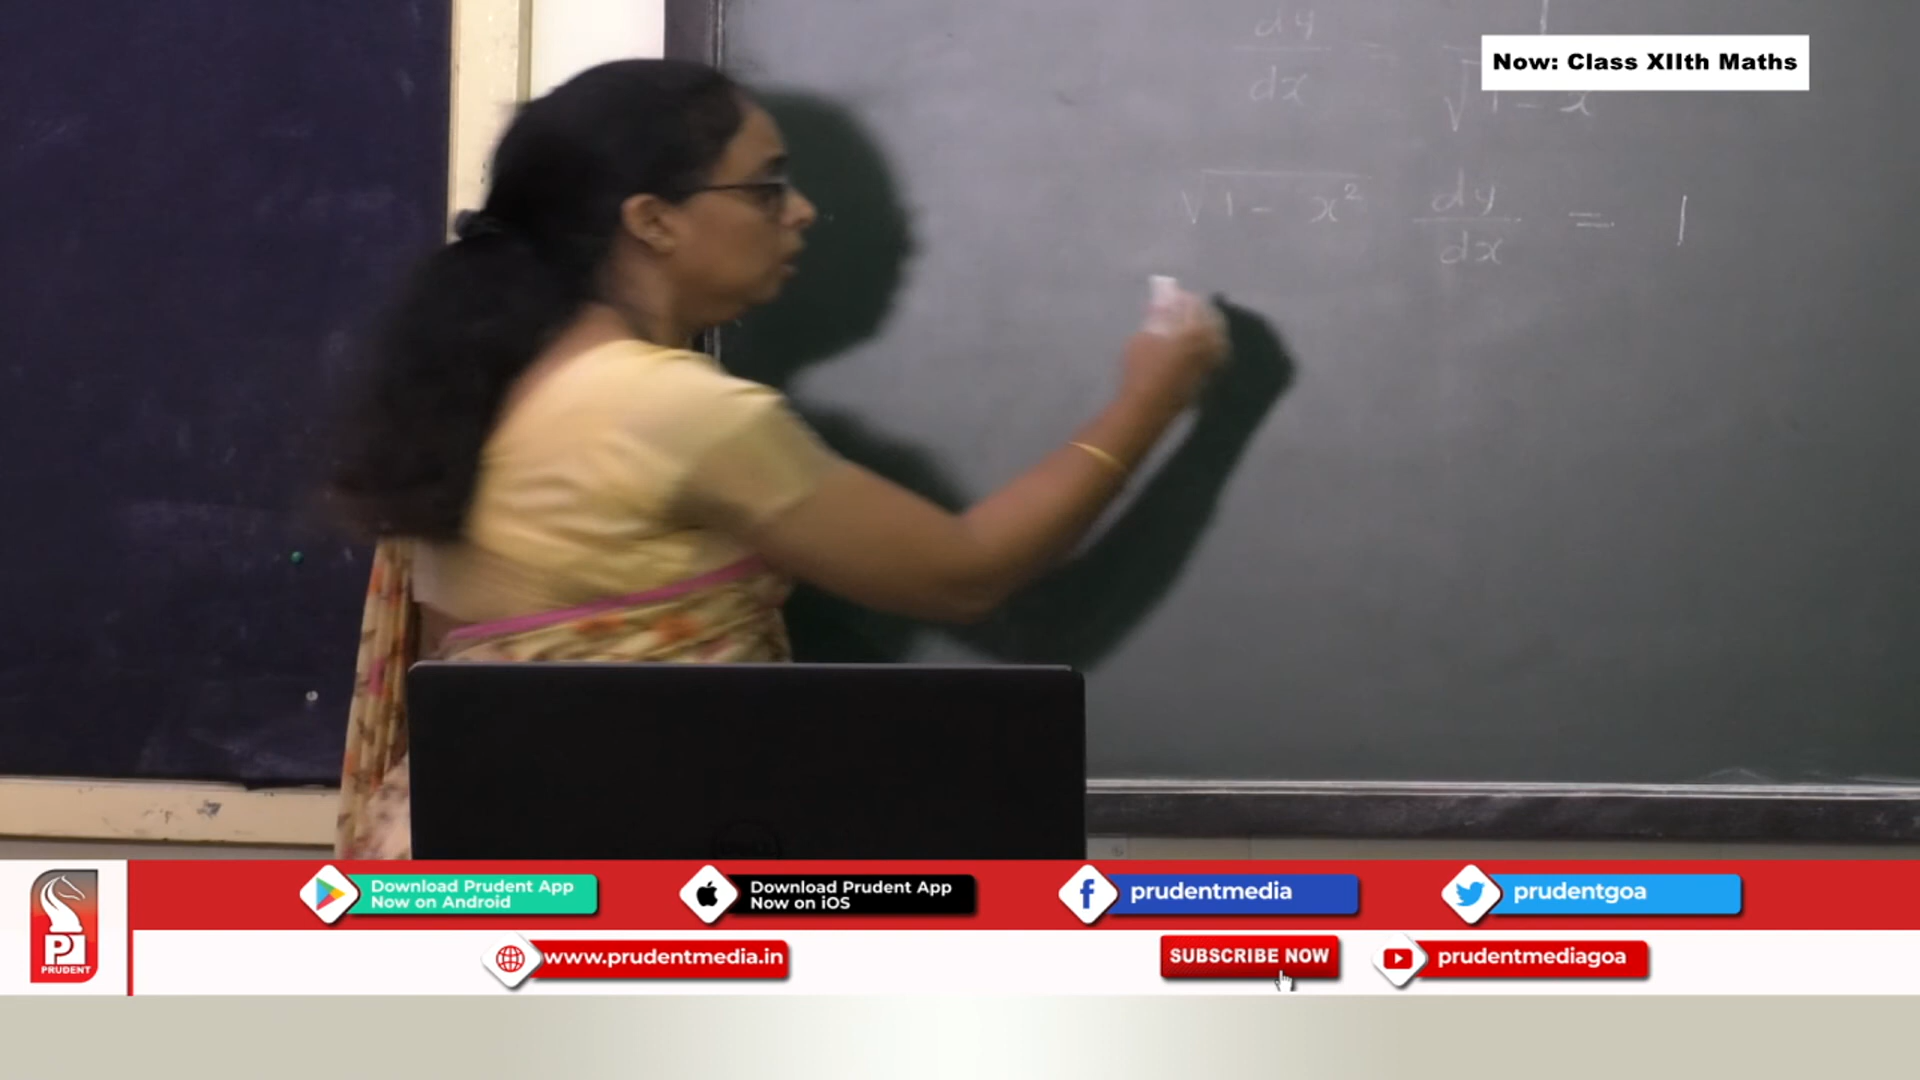 Now: Class XIIth Maths
dy/dx =
√1 - x
√1 - x² dy/dx = 1
Download Prudent App
Now on Android
Download Prudent App
Now on iOS
prudentmedia
prudentgoa
PRUDENT
www.prudentmedia.in
SUBSCRIBE NOW
prudentmediagoa